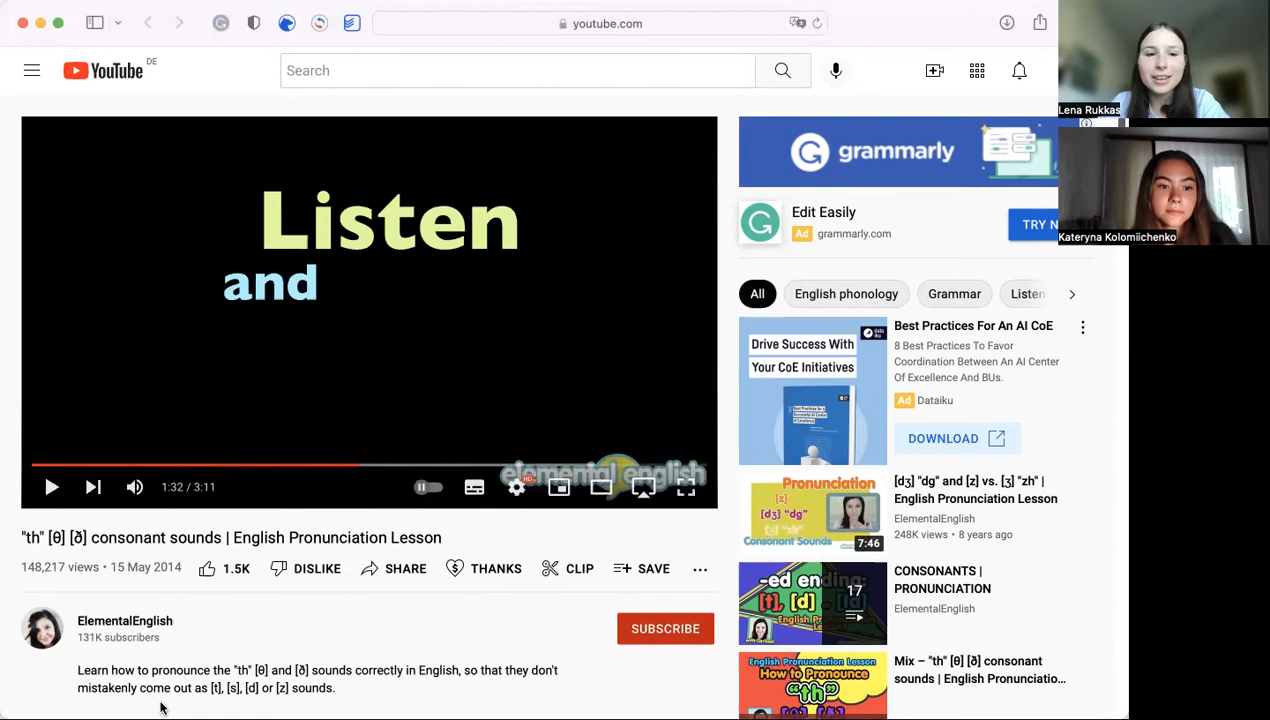 youtube.com
YouTube DE
Search
Lena Rukkas
Kateryna Kolomiichenko
Listen
and
elemental english
HD
1:32 / 3:11
"th" [θ] [ð] consonant sounds | English Pronunciation Lesson
148,217 views • 15 May 2014
1.5K
DISLIKE
SHARE
THANKS
CLIP
SAVE
ElementalEnglish
131K subscribers
SUBSCRIBE
Learn how to pronounce the "th" [θ] and [ð] sounds correctly in English, so that they don't
mistakenly come out as [t], [s], [d] or [z] sounds.
grammarly
Edit Easily
Ad grammarly.com
TRY N
All
English phonology
Grammar
Listen
Drive Success With
Your CoE Initiatives
Best Practices For An AI CoE
8 Best Practices To Favor
Coordination Between An AI Center
Of Excellence And BUs.
Ad Dataiku
DOWNLOAD
Pronunciation
[z]
[dʒ] "dg"
[ʒ] "zh"
Consonant Sounds
7:46
[dʒ] "dg" and [z] vs. [ʒ] "zh" |
English Pronunciation Lesson
ElementalEnglish
248K views • 8 years ago
-ed ending:
[t], [d]
17
CONSONANTS |
PRONUNCIATION
ElementalEnglish
English Pronunciation Lesson
How to Pronounce
"th"
Mix – "th" [θ] [ð] consonant
sounds | English Pronunciatio...